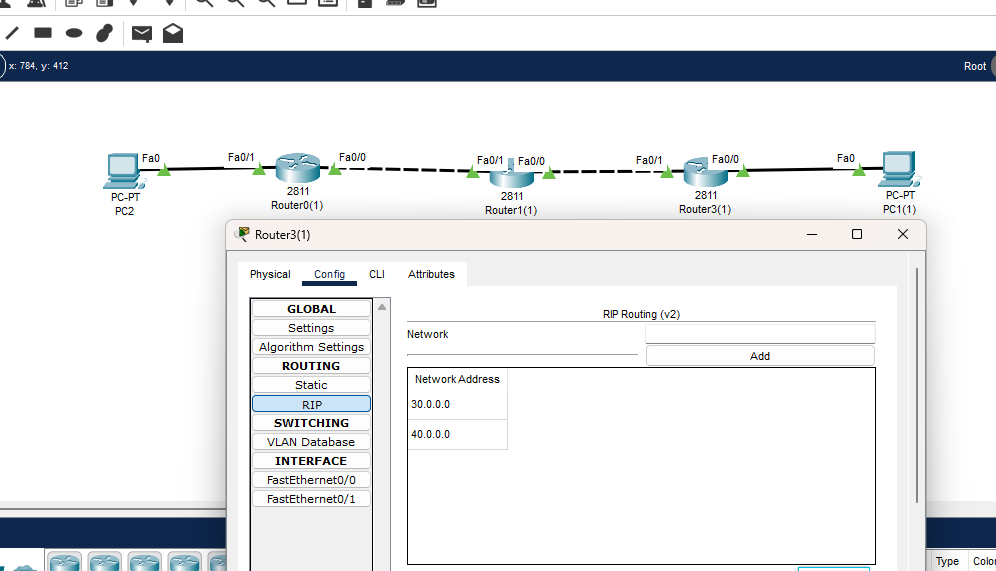 x: 784, y: 412
Root
Fa0
Fa0/1
Fa0/0
Fa0/1
Fa0/0
Fa0/1
Fa0/0
Fa0
PC-PT
PC2
2811
Router0(1)
2811
Router1(1)
2811
Router3(1)
PC-PT
PC1(1)
Router3(1)
Physical
Config
CLI
Attributes
GLOBAL
Settings
Algorithm Settings
ROUTING
Static
RIP
SWITCHING
VLAN Database
INTERFACE
FastEthernet0/0
FastEthernet0/1
RIP Routing (v2)
Network
Add
Network Address
30.0.0.0
40.0.0.0
Type